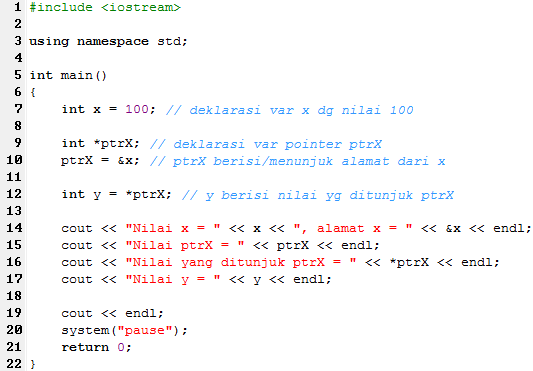 1 #include <iostream>
2
3 using namespace std;
4
5 int main()
6 {
7 int x = 100; // deklarasi var x dg nilai 100
8
9 int *ptrX; // deklarasi var pointer ptrX
10 ptrX = &x; // ptrX berisi/menunjuk alamat dari x
11
12 int y = *ptrX; // y berisi nilai yg ditunjuk ptrX
13
14 cout << "Nilai x = " << x << ", alamat x = " << &x << endl;
15 cout << "Nilai ptrX = " << ptrX << endl;
16 cout << "Nilai yang ditunjuk ptrX = " << *ptrX << endl;
17 cout << "Nilai y = " << y << endl;
18
19 cout << endl;
20 system("pause");
21 return 0;
22 }